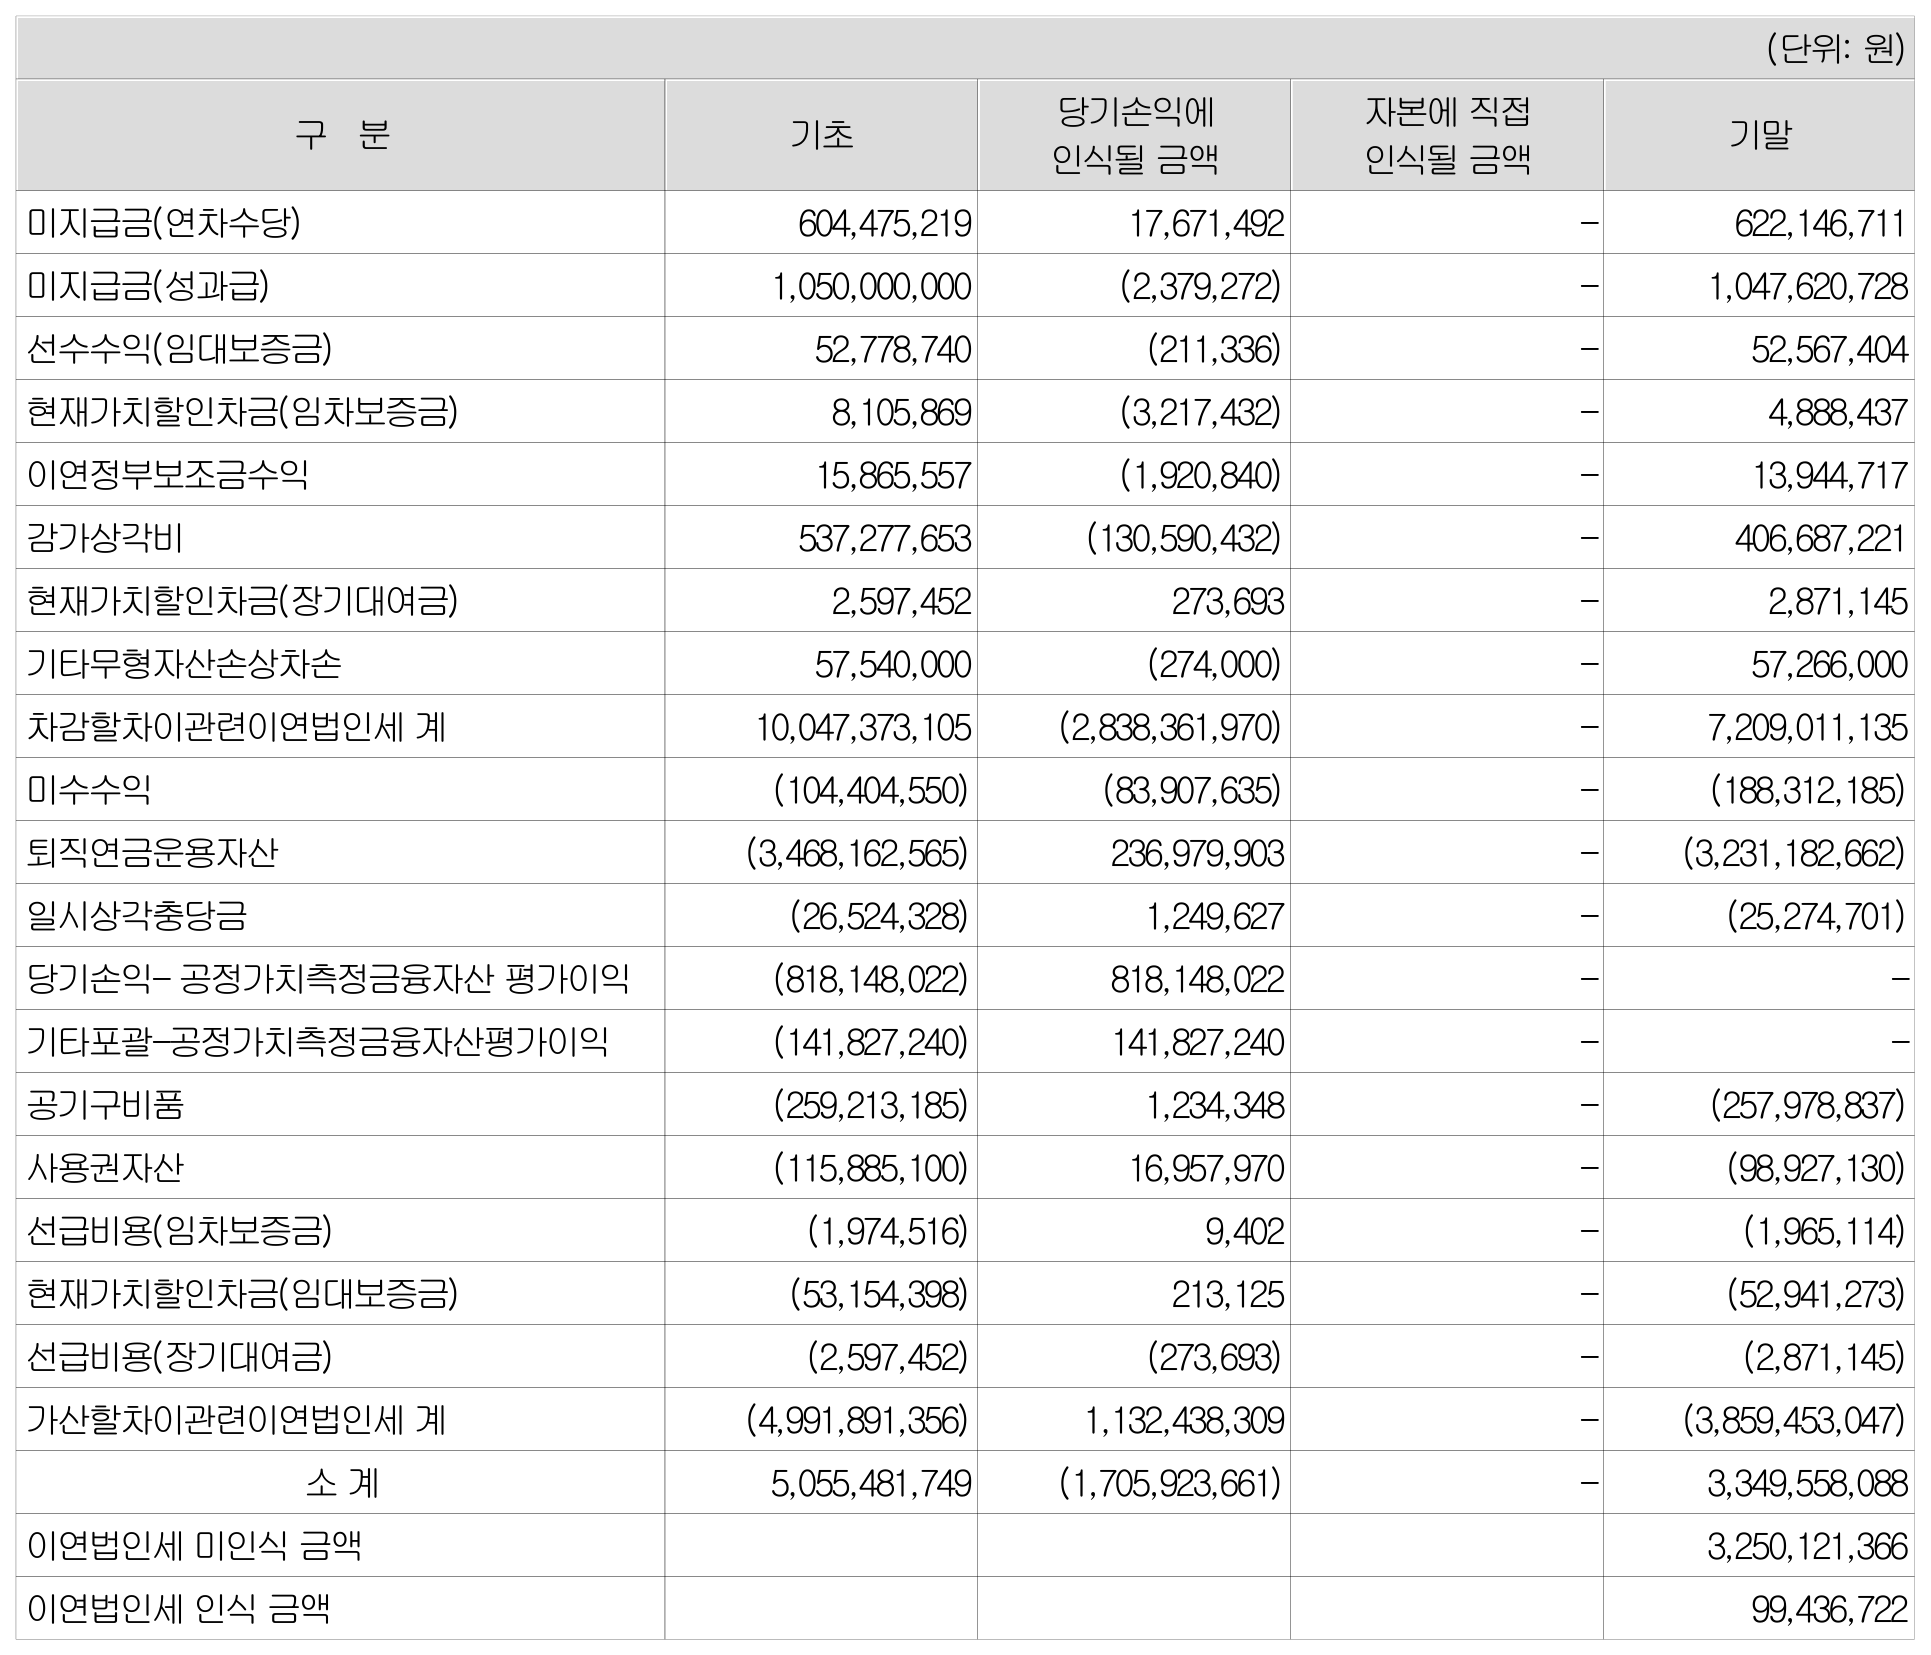 (단위: 원)
구 분 기초 당기손익에 인식될 금액 자본에 직접 인식될 금액 기말
미지급금(연차수당) 604,475,219 17,671,492 – 622,146,711
미지급금(성과급) 1,050,000,000 (2,379,272) – 1,047,620,728
선수수익(임대보증금) 52,778,740 (211,336) – 52,567,404
현재가치할인차금(임차보증금) 8,105,869 (3,217,432) – 4,888,437
이연정부보조금수익 15,865,557 (1,920,840) – 13,944,717
감가상각비 537,277,653 (130,590,432) – 406,687,221
현재가치할인차금(장기대여금) 2,597,452 273,693 – 2,871,145
기타무형자산손상차손 57,540,000 (274,000) – 57,266,000
차감할차이관련이연법인세 계 10,047,373,105 (2,838,361,970) – 7,209,011,135
미수수익 (104,404,550) (83,907,635) – (188,312,185)
퇴직연금운용자산 (3,468,162,565) 236,979,903 – (3,231,182,662)
일시상각충당금 (26,524,328) 1,249,627 – (25,274,701)
당기손익– 공정가치측정금융자산 평가이익 (818,148,022) 818,148,022 – –
기타포괄–공정가치측정금융자산평가이익 (141,827,240) 141,827,240 – –
공기구비품 (259,213,185) 1,234,348 – (257,978,837)
사용권자산 (115,885,100) 16,957,970 – (98,927,130)
선급비용(임차보증금) (1,974,516) 9,402 – (1,965,114)
현재가치할인차금(임대보증금) (53,154,398) 213,125 – (52,941,273)
선급비용(장기대여금) (2,597,452) (273,693) – (2,871,145)
가산할차이관련이연법인세 계 (4,991,891,356) 1,132,438,309 – (3,859,453,047)
소 계 5,055,481,749 (1,705,923,661) – 3,349,558,088
이연법인세 미인식 금액 3,250,121,366
이연법인세 인식 금액 99,436,722